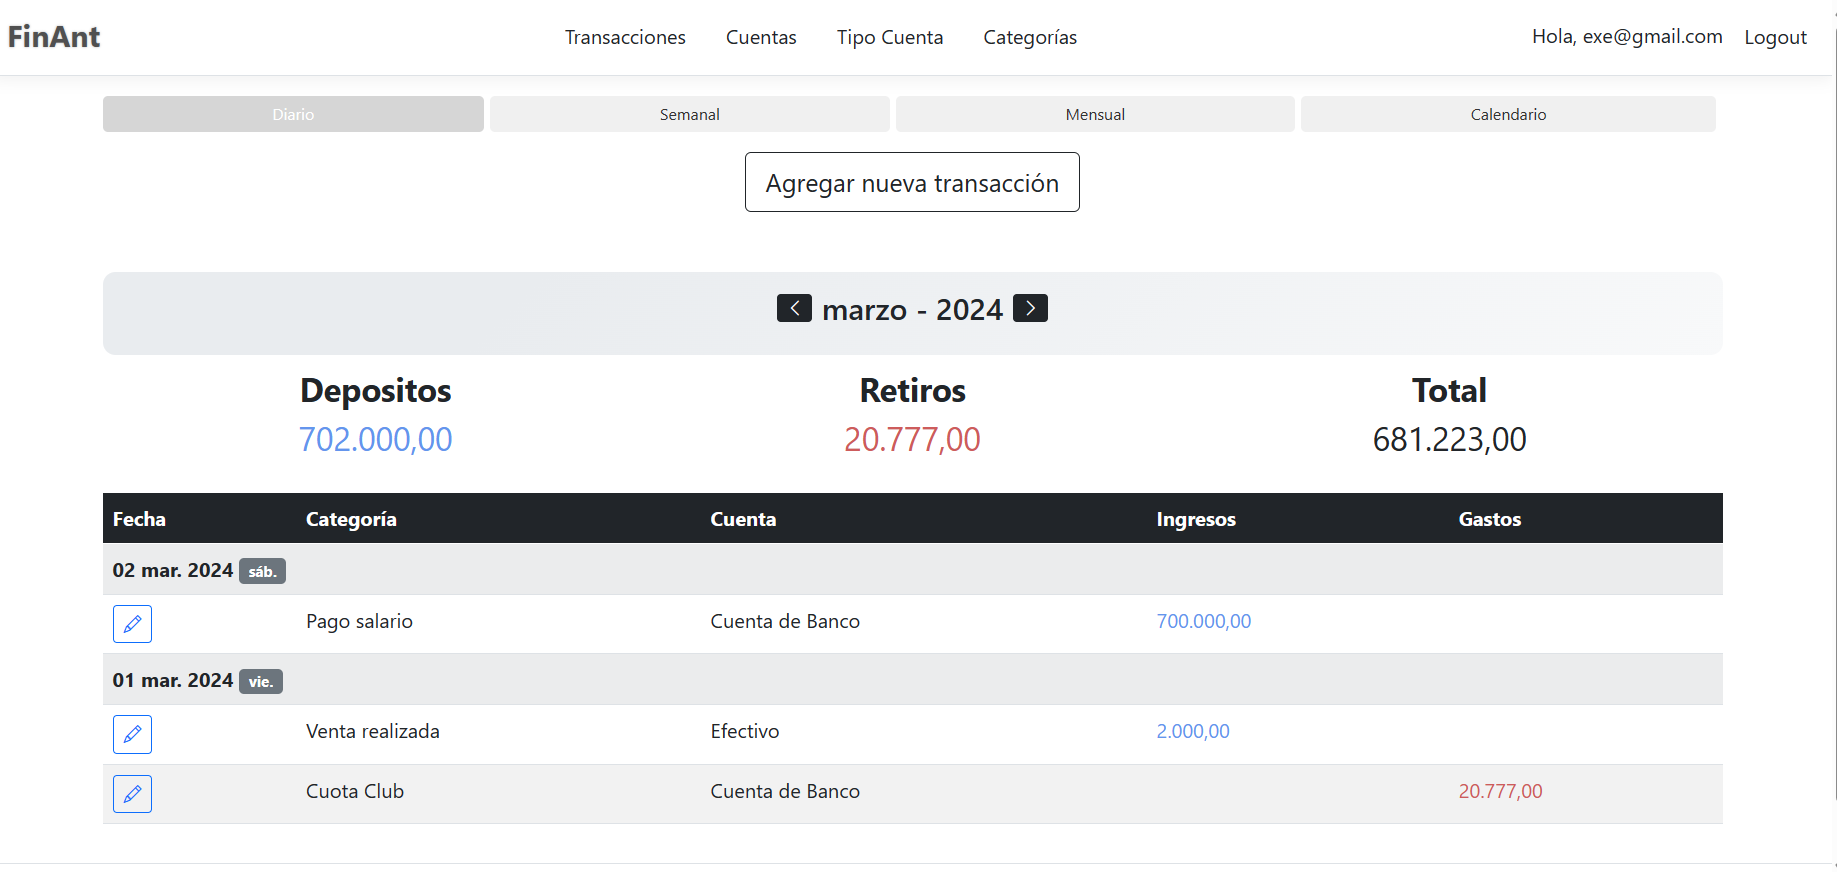 FinAnt Transacciones Cuentas Tipo Cuenta Categorías Hola, exe@gmail.com Logout
Diario Semanal Mensual Calendario
Agregar nueva transacción
marzo - 2024
Depositos Retiros Total
702.000,00 20.777,00 681.223,00
Fecha Categoría Cuenta Ingresos Gastos
02 mar. 2024 sáb.
Pago salario Cuenta de Banco 700.000,00
01 mar. 2024 vie.
Venta realizada Efectivo 2.000,00
Cuota Club Cuenta de Banco 20.777,00